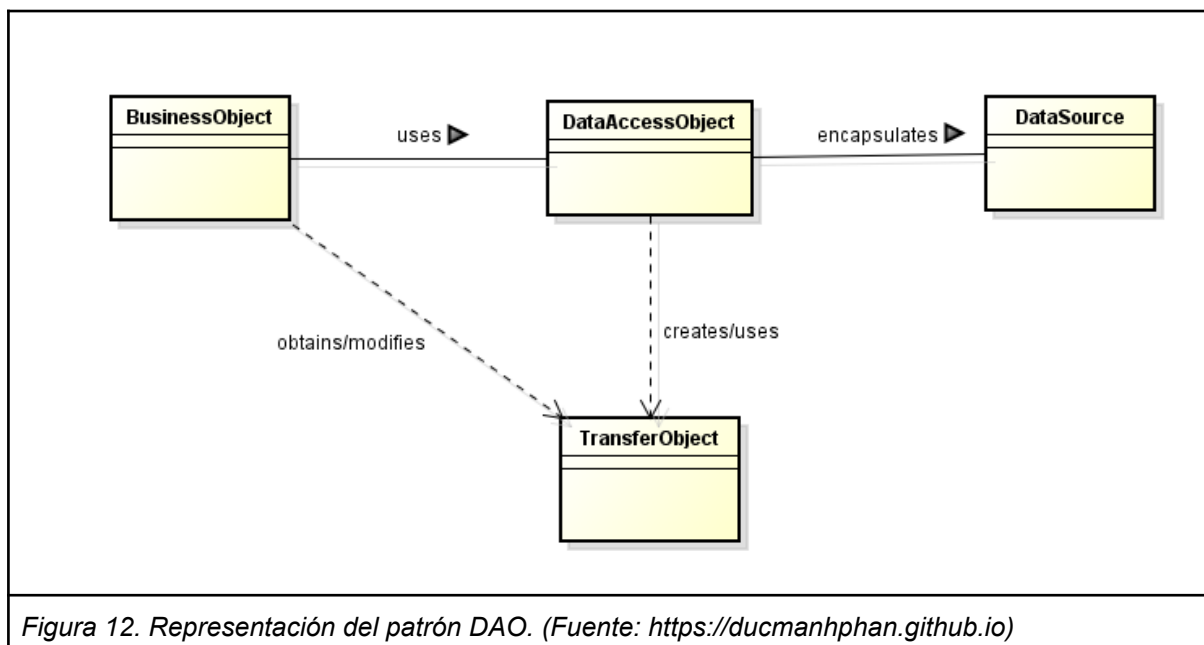 BusinessObject
uses
DataAccessObject
encapsulates
DataSource
obtains/modifies
creates/uses
TransferObject
Figura 12. Representación del patrón DAO. (Fuente: https://ducmanhphan.github.io)